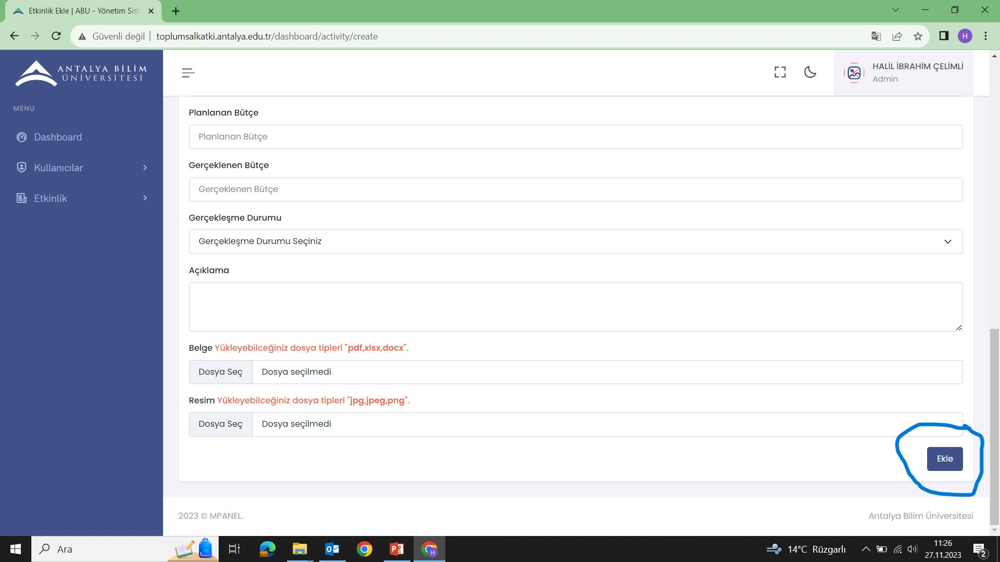 Etkinlik Ekle | ABU - Yönetim Sist
Güvenli değil | toplumsalkatki.antalya.edu.tr/dashboard/activity/create
H
ANTALYA BİLİM
ÜNİVERSİTESİ
HALİL İBRAHİM ÇELİMLİ
Admin
MENU
Dashboard
Kullanıcılar
Etkinlik
Planlanan Bütçe
Planlanan Bütçe
Gerçeklenen Bütçe
Gerçeklenen Bütçe
Gerçekleşme Durumu
Gerçekleşme Durumu Seçiniz
Açıklama
Belge Yükleyebilceğiniz dosya tipleri "pdf,xlsx,docx".
Dosya Seç Dosya seçilmedi
Resim Yükleyebilceğiniz dosya tipleri "jpg,jpeg,png".
Dosya Seç Dosya seçilmedi
Ekle
2023 © MPANEL.
Antalya Bilim Üniversitesi
Ara
14°C Rüzgarlı
11:26
27.11.2023
2